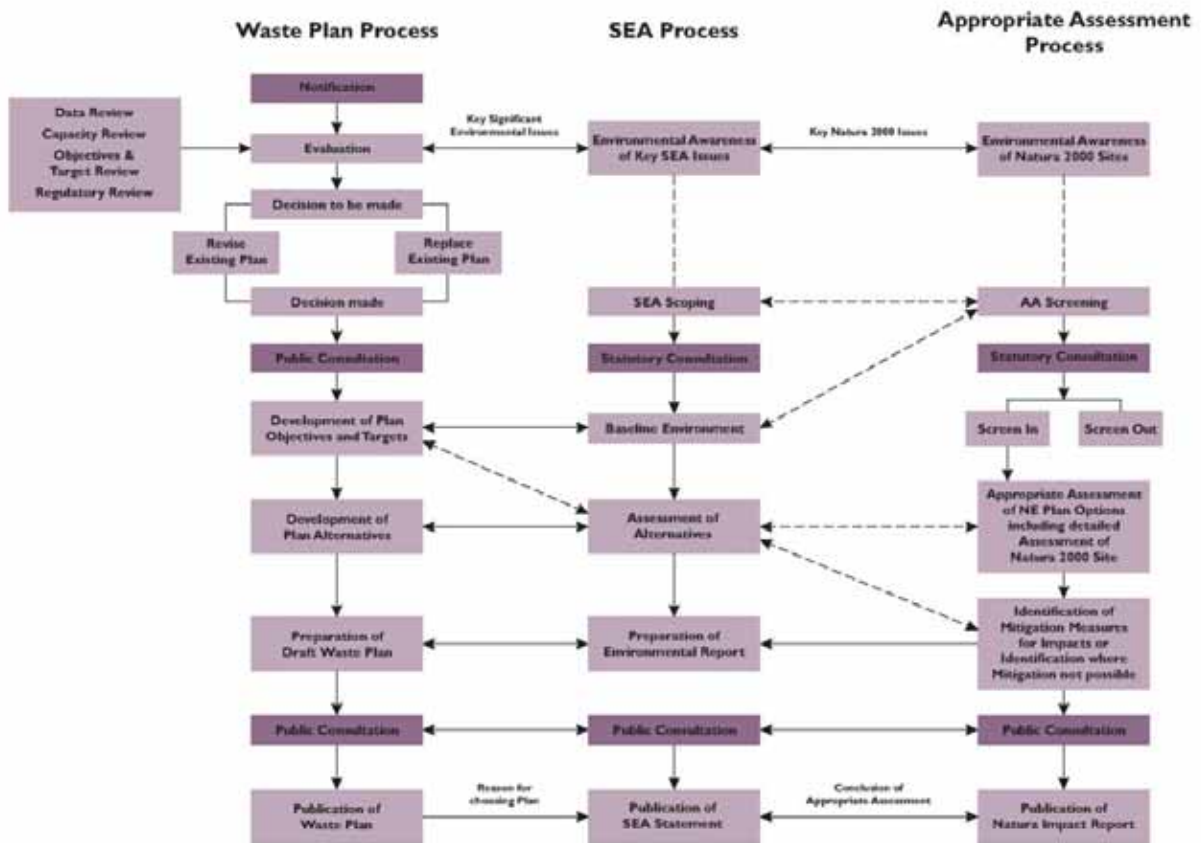 Waste Plan Process
SEA Process
Appropriate Assessment
Process
Notification
Data Review
Capacity Review
Objectives &
Target Review
Regulatory Review
Evaluation
Key Significant
Environmental Issues
Environmental Awareness
of Key SEA Issues
Key Natura 2000 Issues
Environmental Awareness
of Natura 2000 Sites
Decision to be made
Revise
Existing Plan
Replace
Existing Plan
Decision made
SEA Scoping
AA Screening
Public Consultation
Statutory Consultation
Statutory Consultation
Development of Plan
Objectives and Targets
Baseline Environment
Screen In
Screen Out
Development of
Plan Alternatives
Assessment of
Alternatives
Appropriate Assessment
of NE Plan Options
including detailed
Assessment of
Natura 2000 Site
Preparation of
Draft Waste Plan
Preparation of
Environmental Report
Identification of
Mitigation Measures
for Impacts or
Identification where
Mitigation not possible
Public Consultation
Public Consultation
Public Consultation
Publication of
Waste Plan
Reason for
choosing Plan
Publication of
SEA Statement
Conclusion of
Appropriate Assessment
Publication of
Natura Impact Report